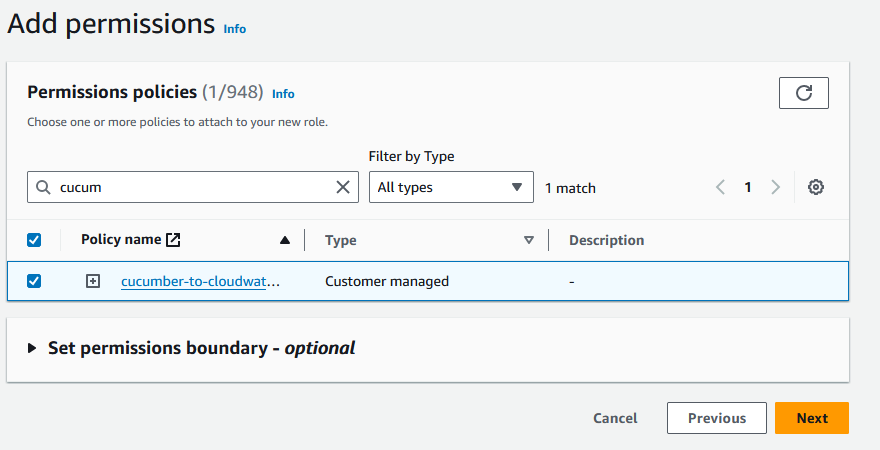 Add permissions Info
Permissions policies (1/948) Info
Choose one or more policies to attach to your new role.
Filter by Type
cucum All types 1 match 1
Policy name Type Description
cucumber-to-cloudwat... Customer managed -
Set permissions boundary - optional
Cancel Previous Next